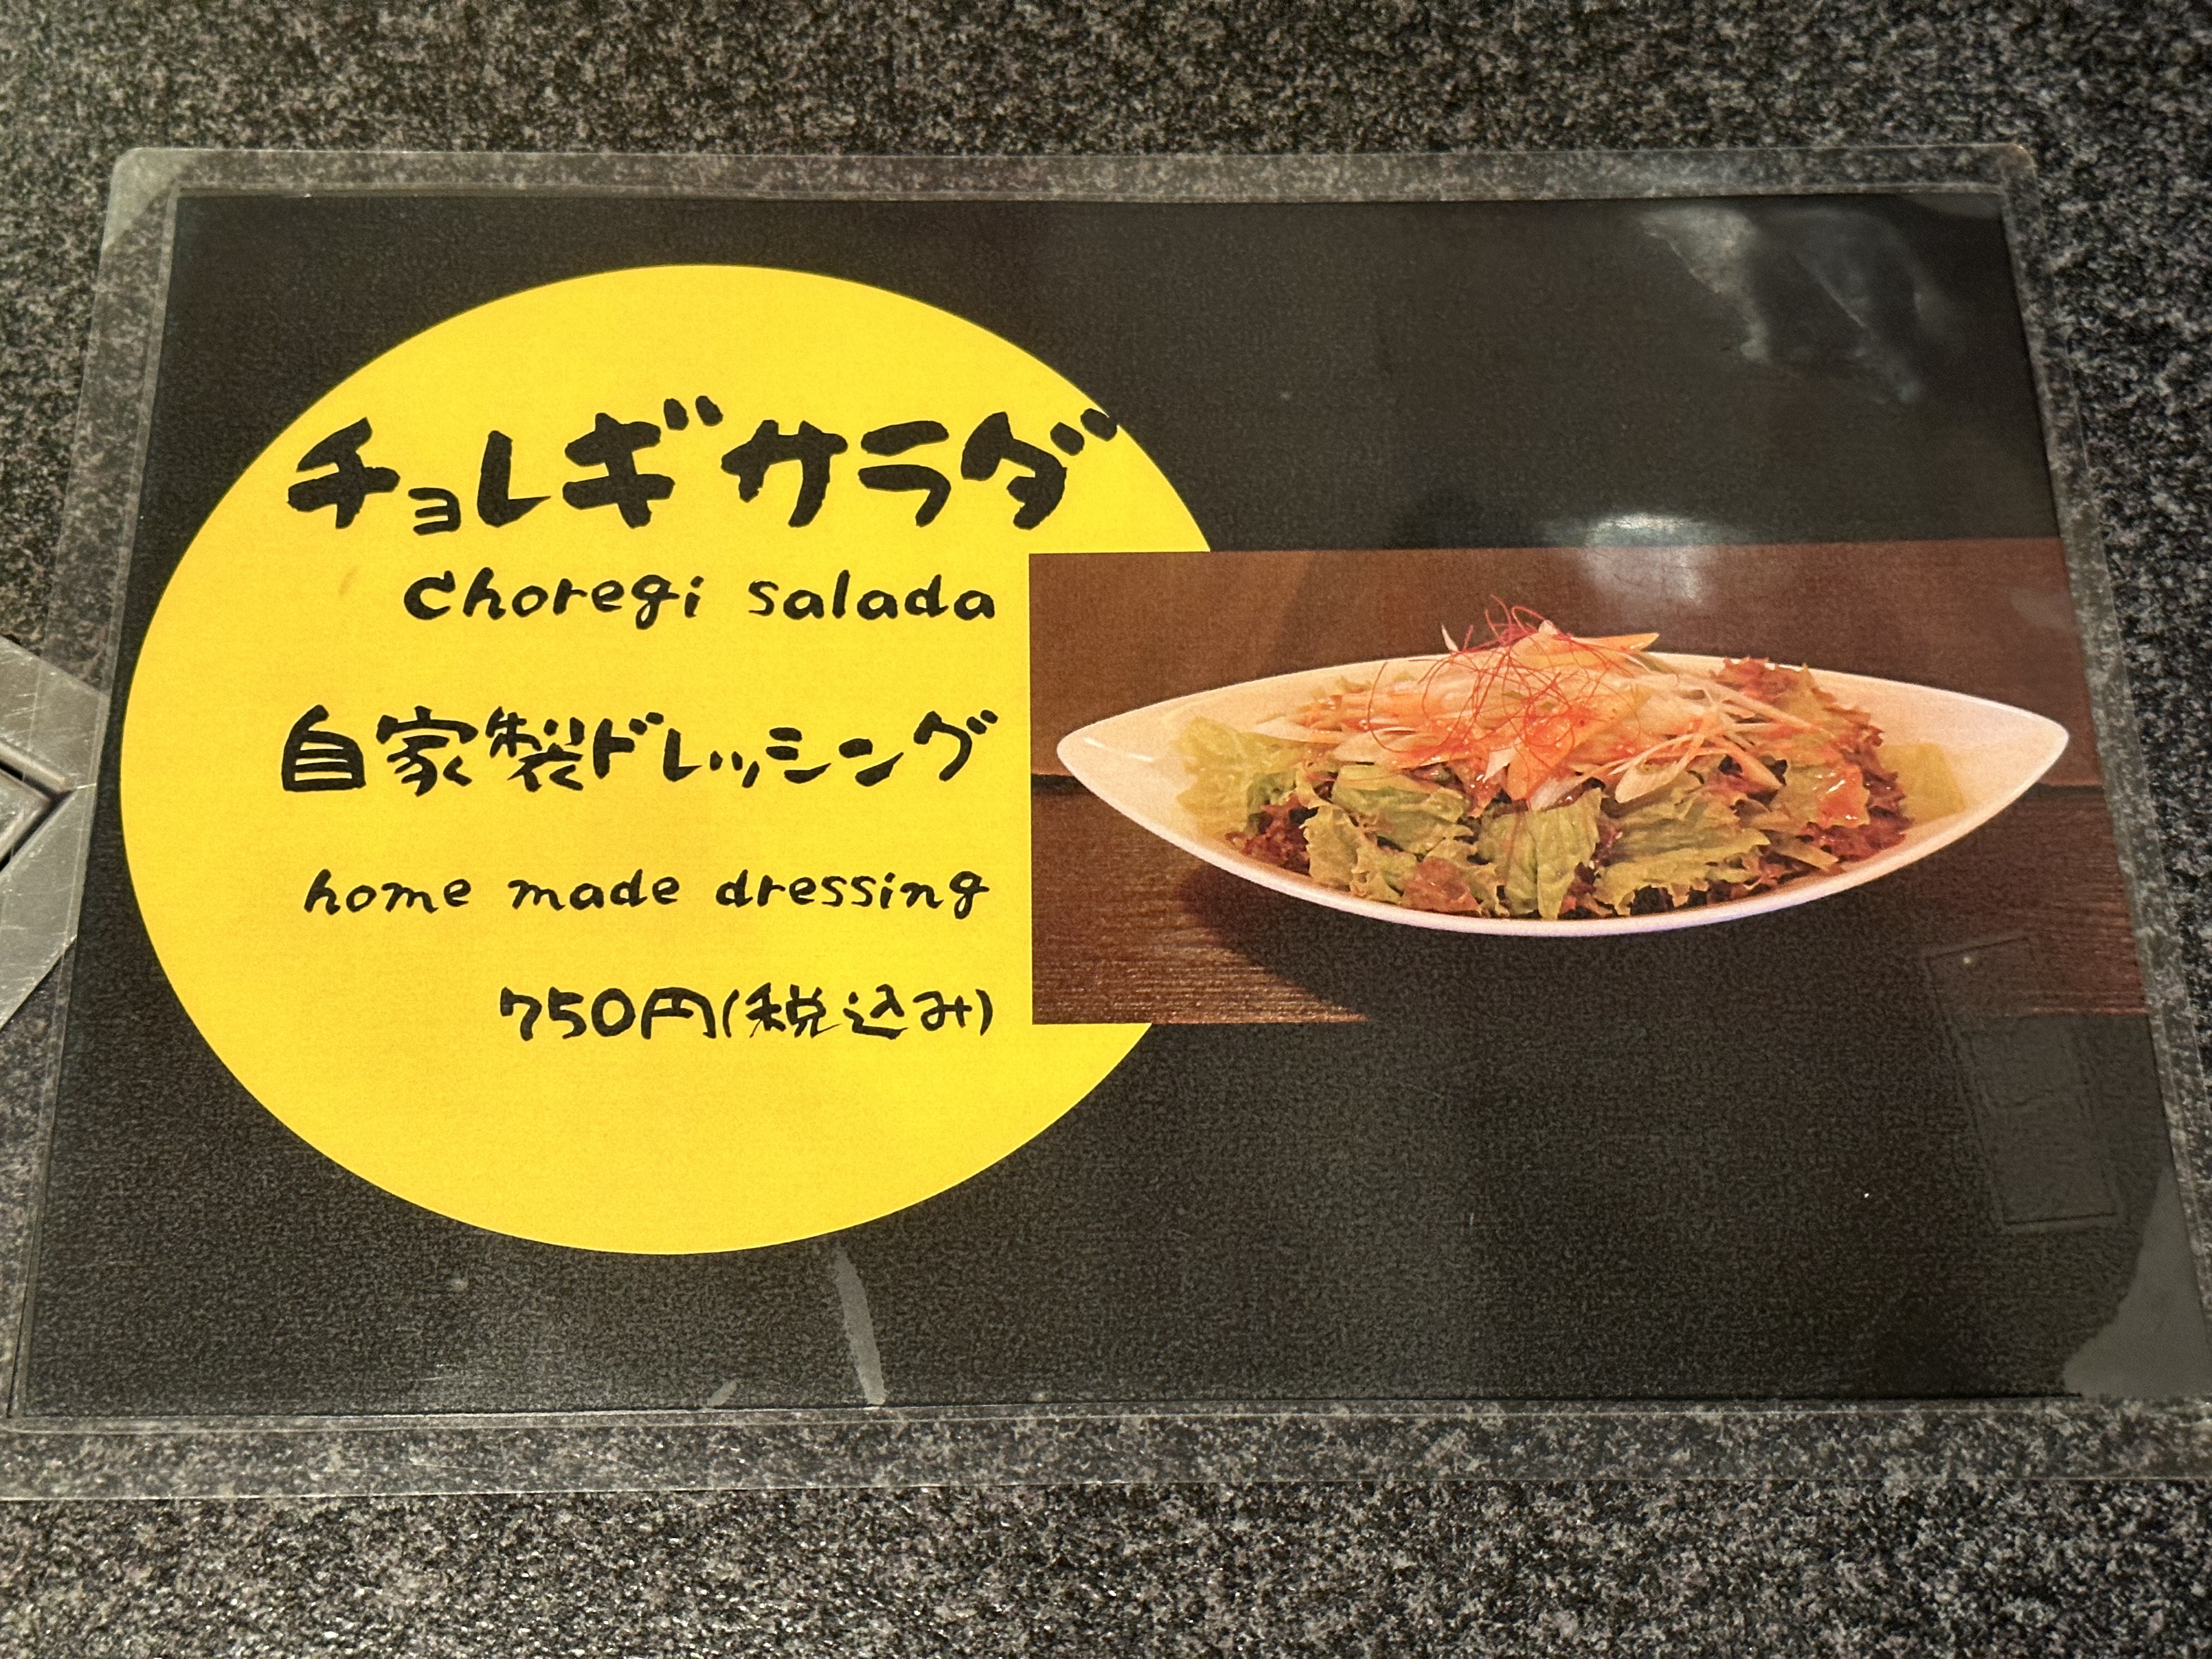 チョレギサラダ
choregi salada
自家製ドレッシング
home made dressing
750円(税込み)